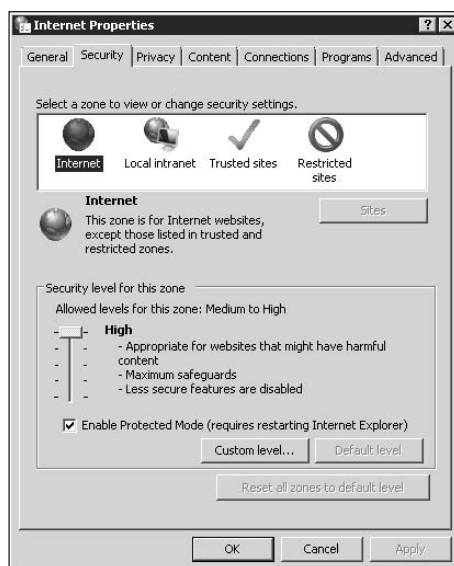 Internet Properties
General Security Privacy Content Connections Programs Advanced
Select a zone to view or change security settings.
Internet Local intranet Trusted sites Restricted
sites
Internet
Sites
This zone is for Internet websites,
except those listed in trusted and
restricted zones.
Security level for this zone
Allowed levels for this zone: Medium to High
High
- Appropriate for websites that might have harmful
content
- Maximum safeguards
- Less secure features are disabled
Enable Protected Mode (requires restarting Internet Explorer)
Custom level... Default level
Reset all zones to default level
OK Cancel Apply